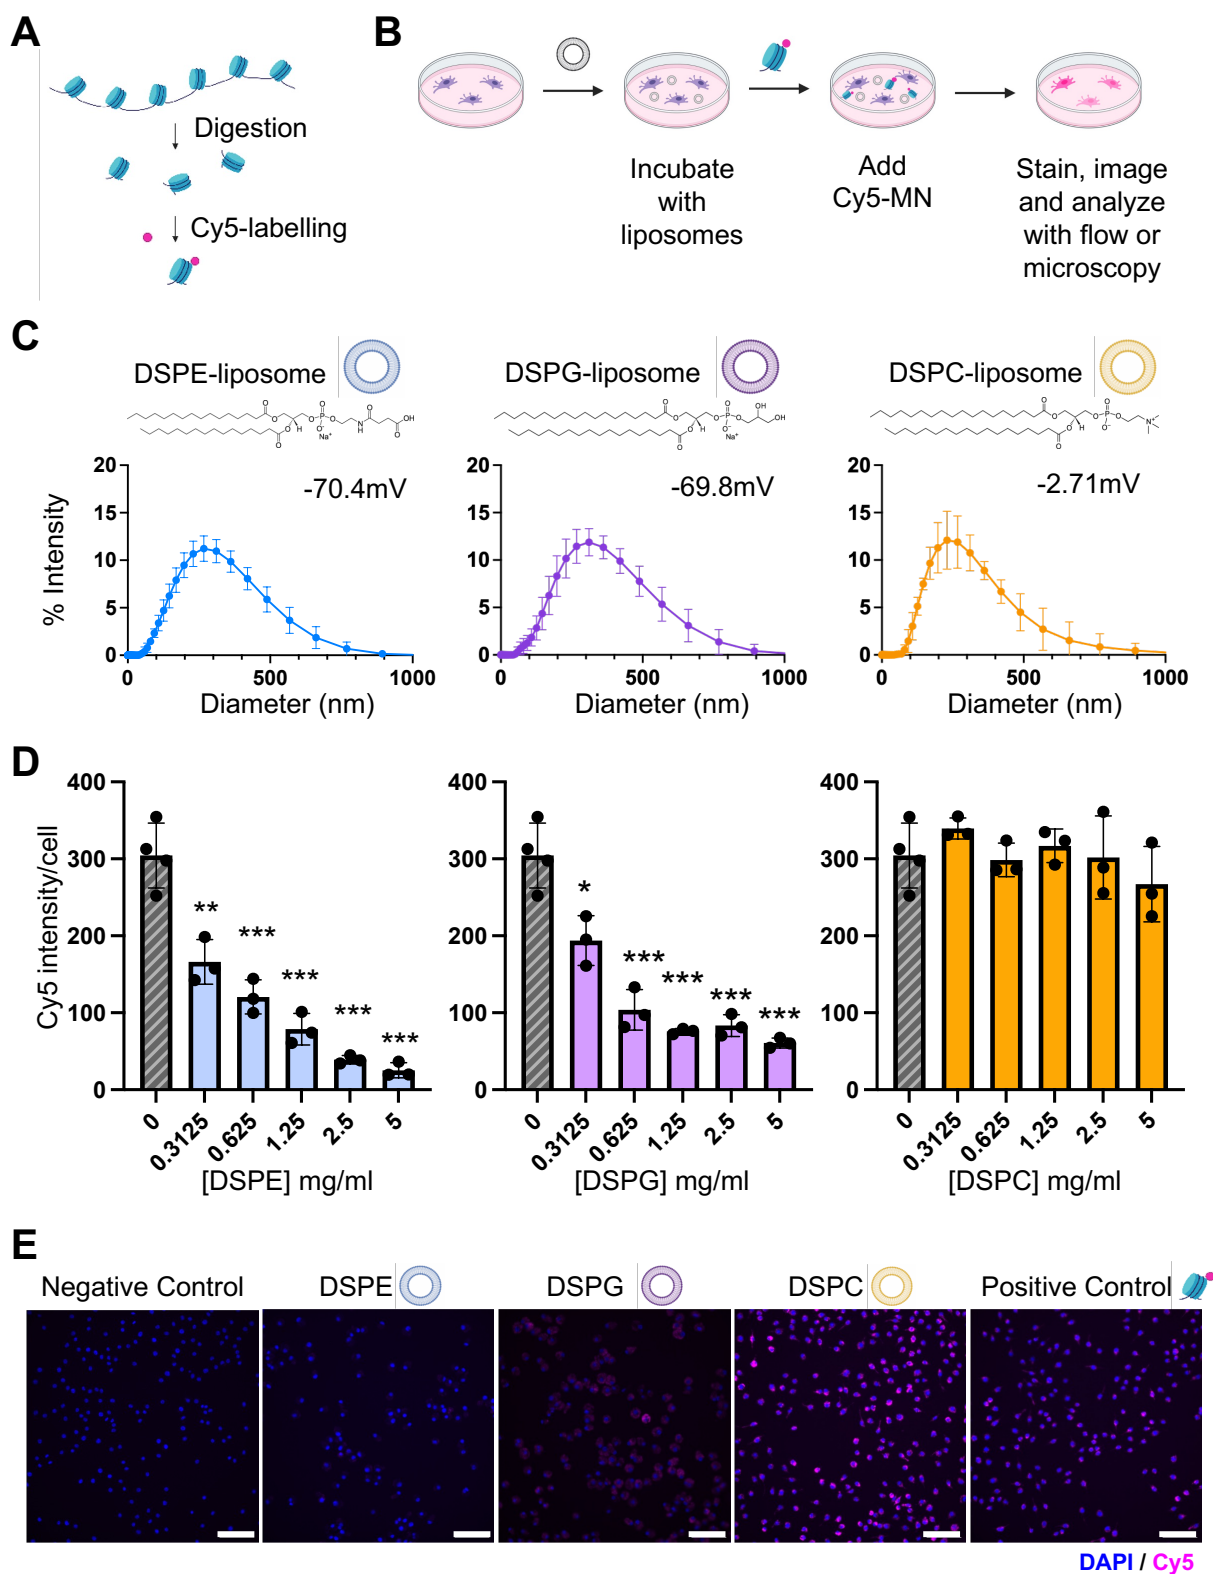 A
Digestion
Cy5-labelling
B
Incubate
with
liposomes
Add
Cy5-MN
Stain, image
and analyze
with flow or
microscopy
C
DSPE-liposome
DSPG-liposome
DSPC-liposome
O
O
O
O
O
P
O
O⁻
Na⁺
N
H
O
O
OH
H
O
O
O
O
O
P
O
O⁻
Na⁺
OH
OH
H
O
O
O
O
O
P
O
O⁻
N⁺
H
% Intensity
20
15
10
5
0
-70.4mV
0 500 1000
Diameter (nm)
20
15
10
5
0
-69.8mV
0 500 1000
Diameter (nm)
20
15
10
5
0
-2.71mV
0 500 1000
Diameter (nm)
D
Cy5 intensity/cell
400
300
200
100
0
** *** *** *** ***
0 0.3125 0.625 1.25 2.5 5
[DSPE] mg/ml
400
300
200
100
0
* *** *** *** ***
0 0.3125 0.625 1.25 2.5 5
[DSPG] mg/ml
400
300
200
100
0
0 0.3125 0.625 1.25 2.5 5
[DSPC] mg/ml
E
Negative Control
DSPE
DSPG
DSPC
Positive Control
DAPI / Cy5